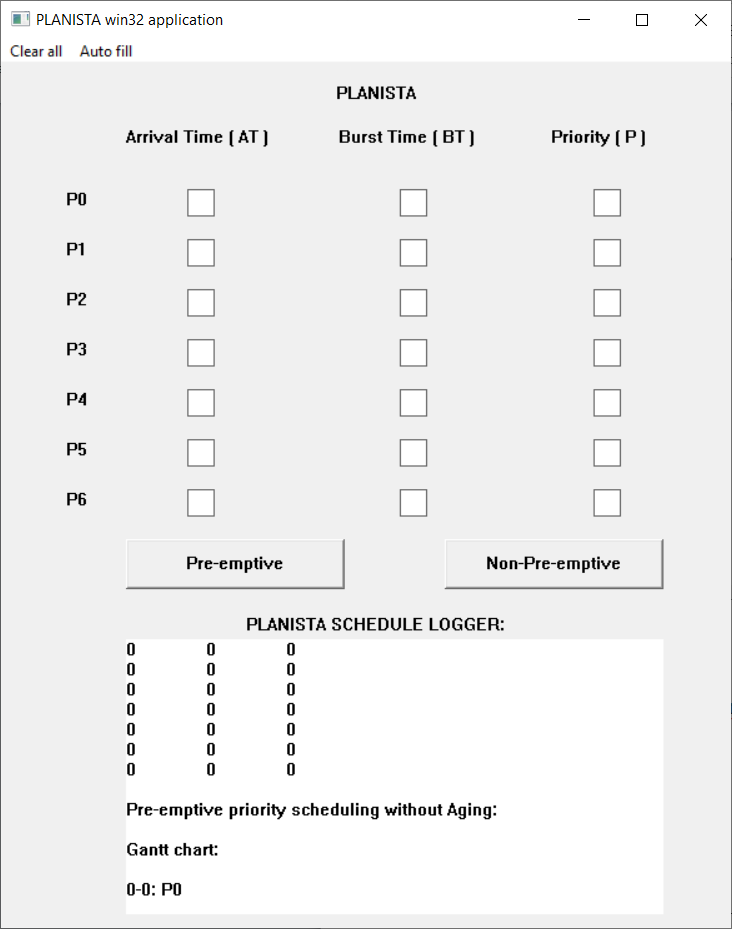 PLANISTA win32 application
Clear all Auto fill
PLANISTA
Arrival Time ( AT ) Burst Time ( BT ) Priority ( P )
P0
P1
P2
P3
P4
P5
P6
Pre-emptive Non-Pre-emptive
PLANISTA SCHEDULE LOGGER:
0 0 0
0 0 0
0 0 0
0 0 0
0 0 0
0 0 0
0 0 0
Pre-emptive priority scheduling without Aging:
Gantt chart:
0-0: P0